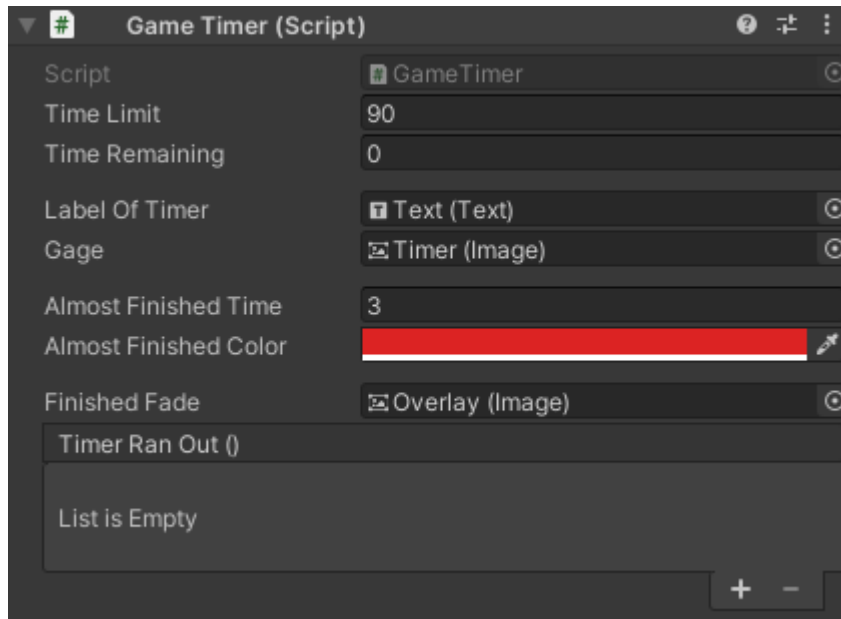 Game Timer (Script)
Script GameTimer
Time Limit 90
Time Remaining 0
Label Of Timer Text (Text)
Gage Timer (Image)
Almost Finished Time 3
Almost Finished Color
Finished Fade Overlay (Image)
Timer Ran Out ()
List is Empty